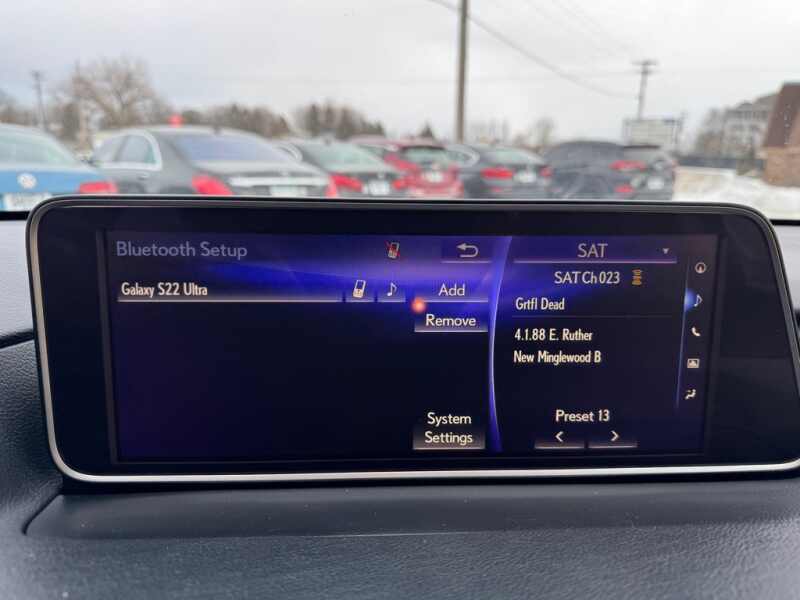 Bluetooth Setup
Galaxy S22 Ultra
Add
Remove
System
Settings
SAT
SAT Ch 023
Grtfl Dead
4.1.88 E. Ruther
New Minglewood B
Preset 13